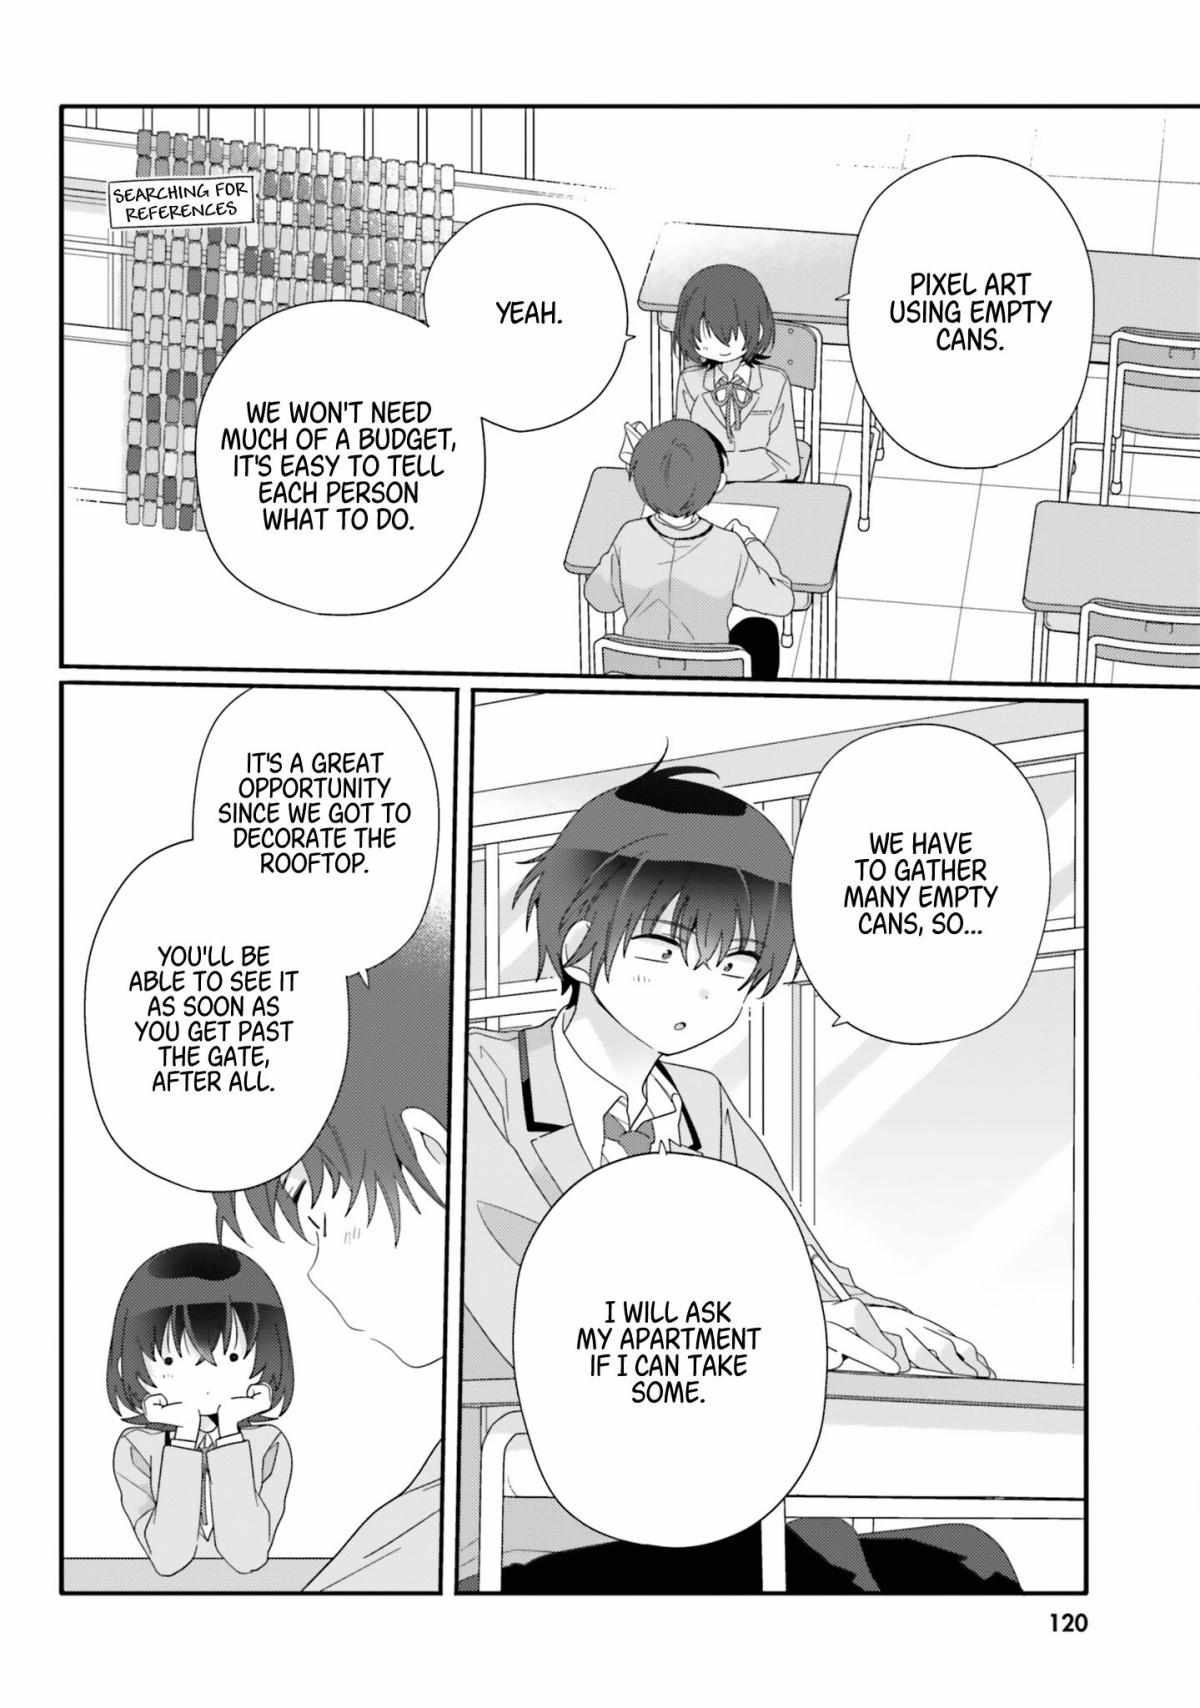 PIXEL ART
USING EMPTY
CANS.
YEAH.
WE WON'T NEED
MUCH OF A BUDGET,
IT'S EASY TO TELL
EACH PERSON
WHAT TO DO.
SEARCHING FOR
REFERENCES
WE HAVE
TO GATHER
MANY EMPTY
CANS, SO...
I WILL ASK
MY APARTMENT
IF I CAN TAKE
SOME.
IT'S A GREAT
OPPORTUNITY
SINCE WE GOT TO
DECORATE THE
ROOFTOP.
YOU'LL BE
ABLE TO SEE IT
AS SOON AS
YOU GET PAST
THE GATE,
AFTER ALL.
120